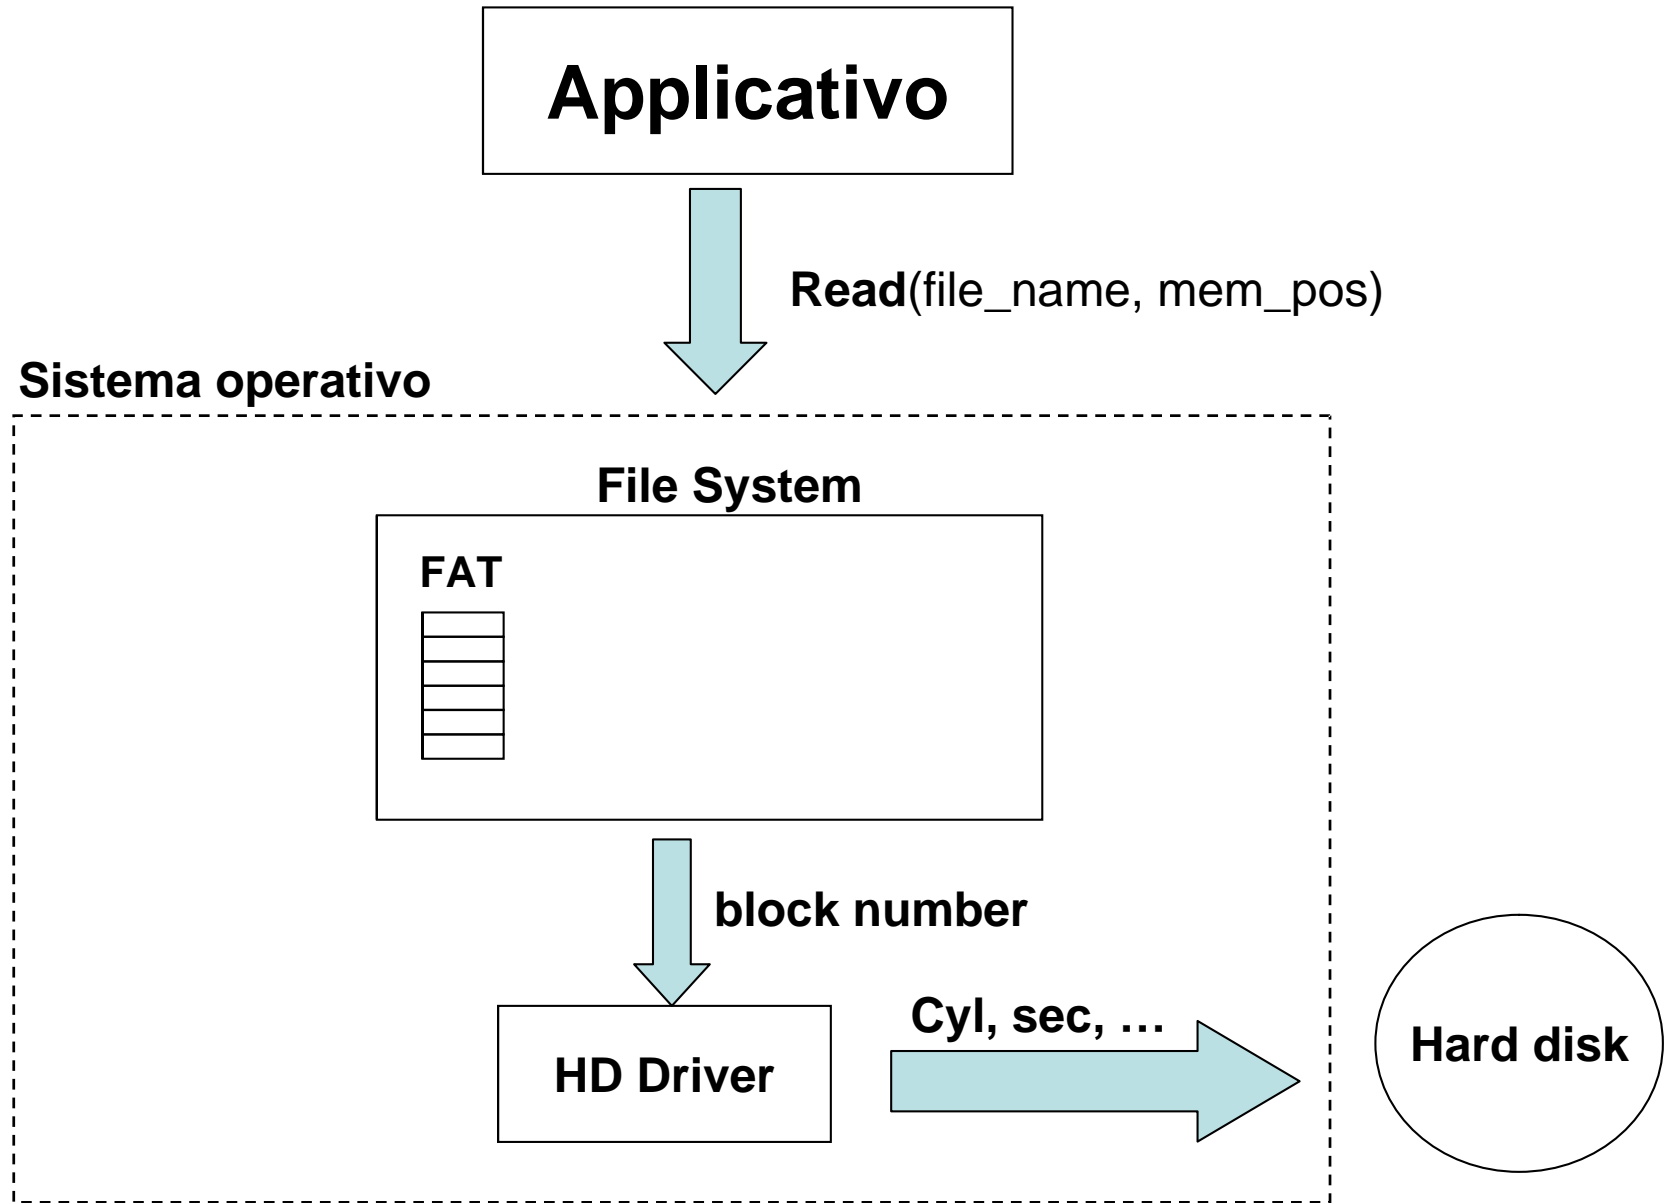 Applicativo
Read(file_name, mem_pos)
Sistema operativo
File System
FAT
block number
Cyl, sec, …
HD Driver
Hard disk